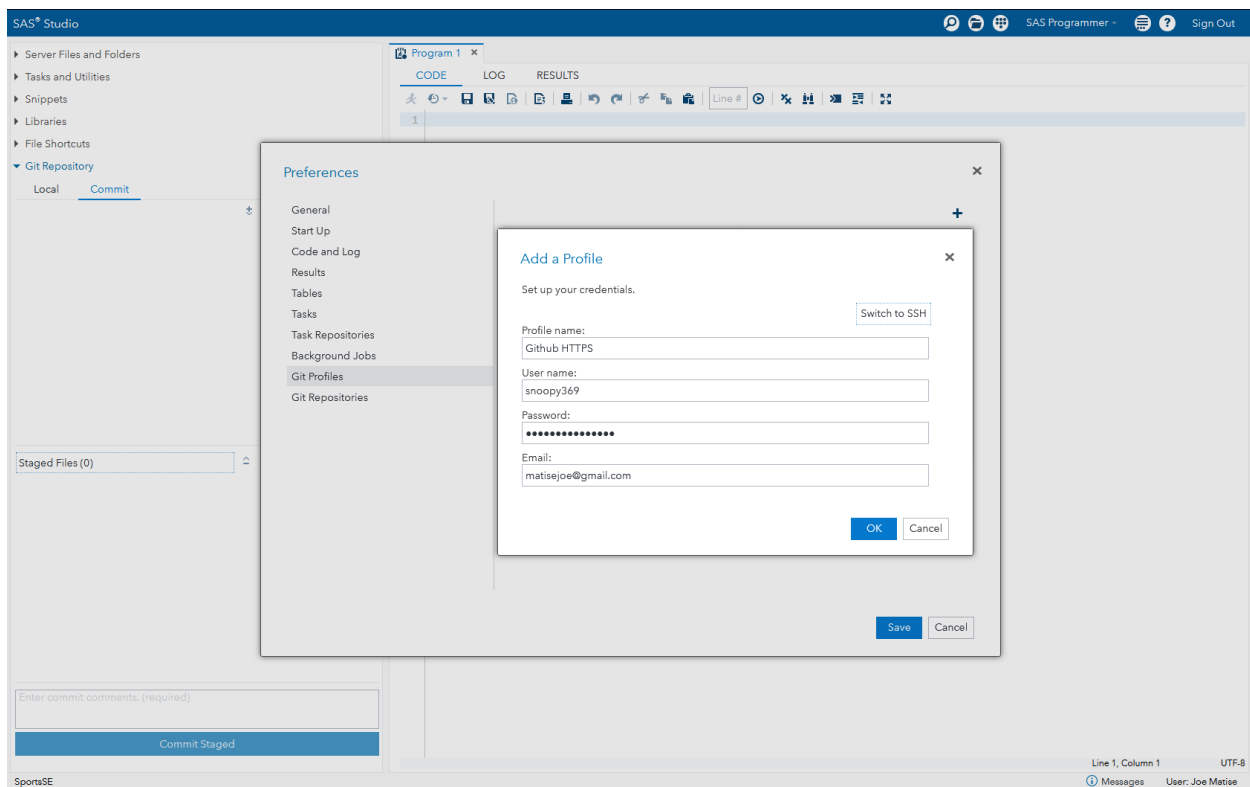 SAS® Studio
SAS Programmer
Sign Out
Server Files and Folders
Tasks and Utilities
Snippets
Libraries
File Shortcuts
Git Repository
Local Commit
Staged Files (0)
Enter commit comments. (required)
Commit Staged
Program 1
CODE LOG RESULTS
Line #
1
Preferences
General
Start Up
Code and Log
Results
Tables
Tasks
Task Repositories
Background Jobs
Git Profiles
Git Repositories
Add a Profile
Set up your credentials.
Switch to SSH
Profile name:
Github HTTPS
User name:
snoopy369
Password:
•••••••••••••••
Email:
matisejoe@gmail.com
OK Cancel
Save Cancel
Line 1, Column 1 UTF-8
SportsSE
Messages User: Joe Matise